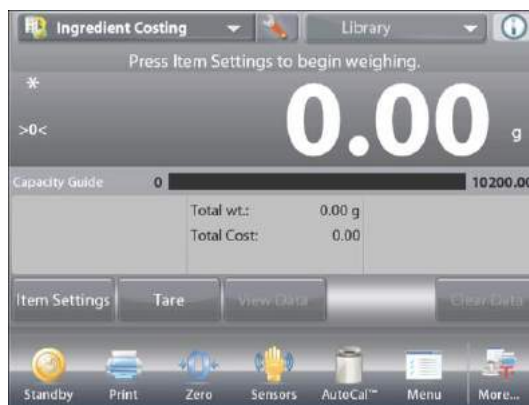 Ingredient Costing Library
Press Item Settings to begin weighing.
*
>0< 0.00 g
Capacity Guide 0 10200.00
Total wt.: 0.00 g
Total Cost: 0.00
Item Settings Tare View Data Clear Data
Standby Print Zero Sensors AutoCal™ Menu More...